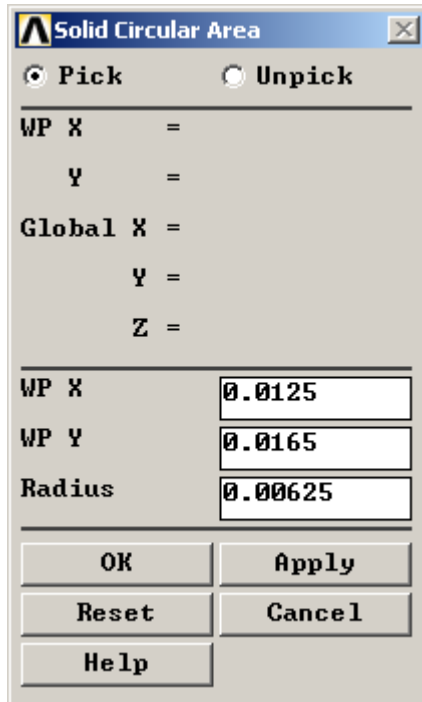 Solid Circular Area
Pick Unpick
WP X =
Y =
Global X =
Y =
Z =
WP X 0.0125
WP Y 0.0165
Radius 0.00625
OK Apply
Reset Cancel
Help